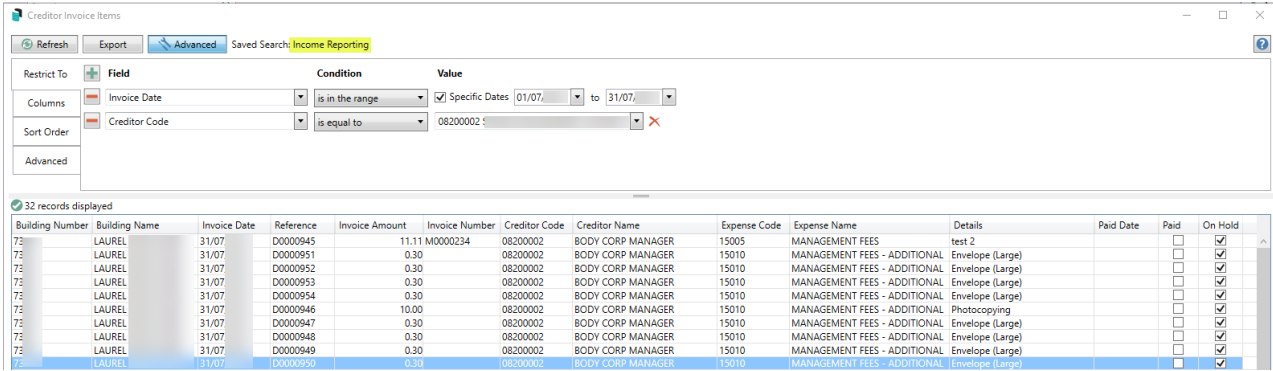 Creditor Invoice Items
Refresh Export Advanced Saved Search: Income Reporting
Restrict To Field Condition Value
Columns Invoice Date is in the range Specific Dates 01/07/ to 31/07/
Creditor Code is equal to 08200002
Sort Order
Advanced
32 records displayed
Building Number Building Name Invoice Date Reference Invoice Amount Invoice Number Creditor Code Creditor Name Expense Code Expense Name Details Paid Date Paid On Hold
73 LAUREL 31/07 D0000945 11.11 M0000234 08200002 BODY CORP MANAGER 15005 MANAGEMENT FEES test 2
73 LAUREL 31/07 D0000951 0.30 08200002 BODY CORP MANAGER 15010 MANAGEMENT FEES - ADDITIONAL Envelope (Large)
73 LAUREL 31/07 D0000952 0.30 08200002 BODY CORP MANAGER 15010 MANAGEMENT FEES - ADDITIONAL Envelope (Large)
73 LAUREL 31/07 D0000953 0.30 08200002 BODY CORP MANAGER 15010 MANAGEMENT FEES - ADDITIONAL Envelope (Large)
73 LAUREL 31/07 D0000954 0.30 08200002 BODY CORP MANAGER 15010 MANAGEMENT FEES - ADDITIONAL Envelope (Large)
73 LAUREL 31/07 D0000946 10.00 08200002 BODY CORP MANAGER 15010 MANAGEMENT FEES - ADDITIONAL Photocopying
73 LAUREL 31/07 D0000947 0.30 08200002 BODY CORP MANAGER 15010 MANAGEMENT FEES - ADDITIONAL Envelope (Large)
73 LAUREL 31/07 D0000948 0.30 08200002 BODY CORP MANAGER 15010 MANAGEMENT FEES - ADDITIONAL Envelope (Large)
73 LAUREL 31/07 D0000949 0.30 08200002 BODY CORP MANAGER 15010 MANAGEMENT FEES - ADDITIONAL Envelope (Large)
73 LAUREL 31/07 D0000950 0.30 08200002 BODY CORP MANAGER 15010 MANAGEMENT FEES - ADDITIONAL Envelope (Large)